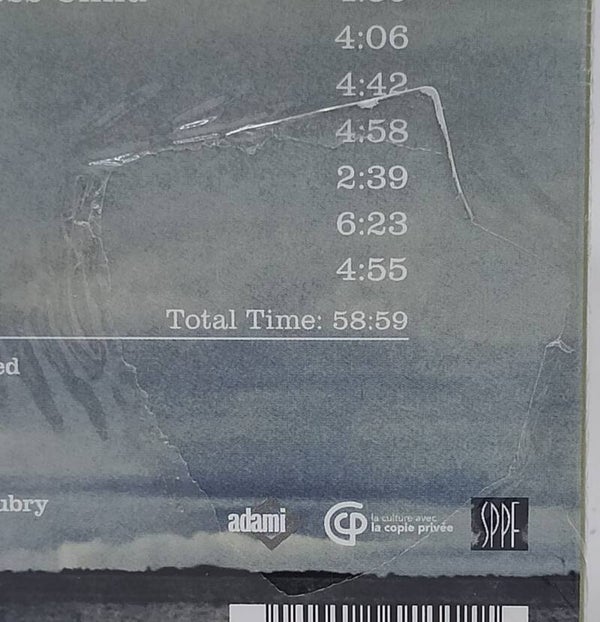 4:06
4:42
4:58
2:39
6:23
4:55
Total Time: 58:59
ed
ubry
adami
CP la culture avec
la copie privée
SPPF